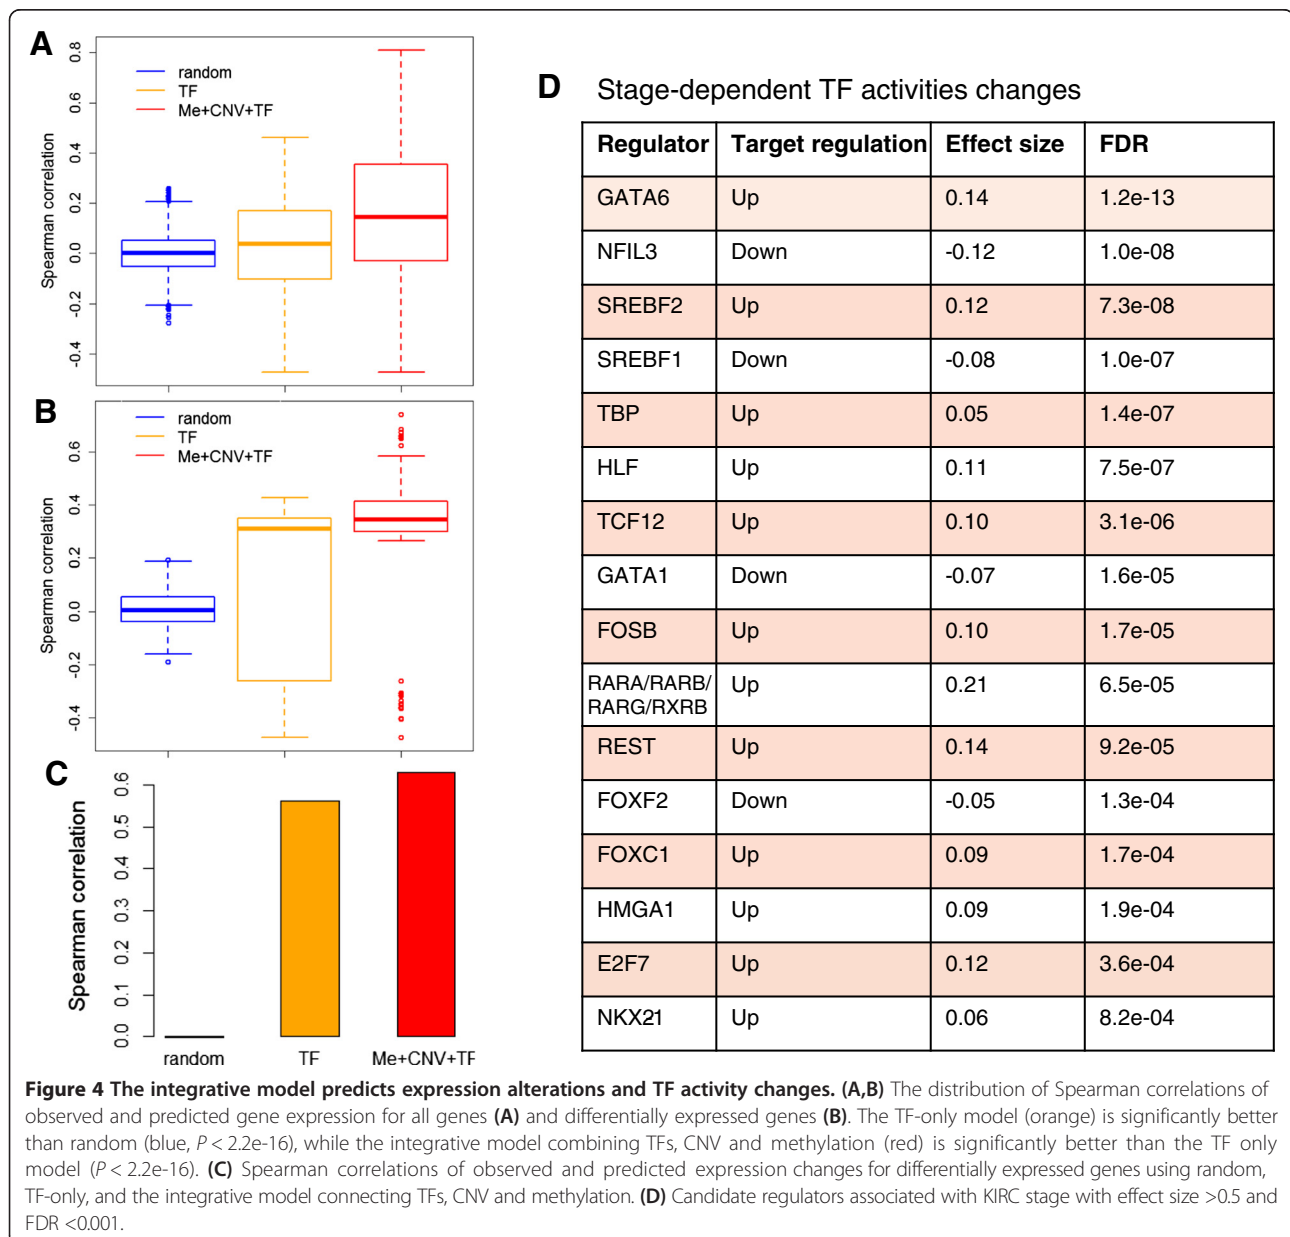 A
0.8
0.6
0.4
0.2
0.0
-0.2
-0.4
Spearman correlation
random
TF
Me+CNV+TF
B
0.6
0.4
0.2
0.0
-0.2
-0.4
Spearman correlation
random
TF
Me+CNV+TF
C
0.6
0.5
0.4
0.3
0.2
0.1
0.0
Spearman correlation
random TF Me+CNV+TF
D Stage-dependent TF activities changes
Regulator Target regulation Effect size FDR
GATA6 Up 0.14 1.2e-13
NFIL3 Down -0.12 1.0e-08
SREBF2 Up 0.12 7.3e-08
SREBF1 Down -0.08 1.0e-07
TBP Up 0.05 1.4e-07
HLF Up 0.11 7.5e-07
TCF12 Up 0.10 3.1e-06
GATA1 Down -0.07 1.6e-05
FOSB Up 0.10 1.7e-05
RARA/RARB/
RARG/RXRB Up 0.21 6.5e-05
REST Up 0.14 9.2e-05
FOXF2 Down -0.05 1.3e-04
FOXC1 Up 0.09 1.7e-04
HMGA1 Up 0.09 1.9e-04
E2F7 Up 0.12 3.6e-04
NKX21 Up 0.06 8.2e-04
Figure 4 The integrative model predicts expression alterations and TF activity changes. (A,B) The distribution of Spearman correlations of
observed and predicted gene expression for all genes (A) and differentially expressed genes (B). The TF-only model (orange) is significantly better
than random (blue, P < 2.2e-16), while the integrative model combining TFs, CNV and methylation (red) is significantly better than the TF only
model (P < 2.2e-16). (C) Spearman correlations of observed and predicted expression changes for differentially expressed genes using random,
TF-only, and the integrative model connecting TFs, CNV and methylation. (D) Candidate regulators associated with KIRC stage with effect size >0.5 and
FDR <0.001.